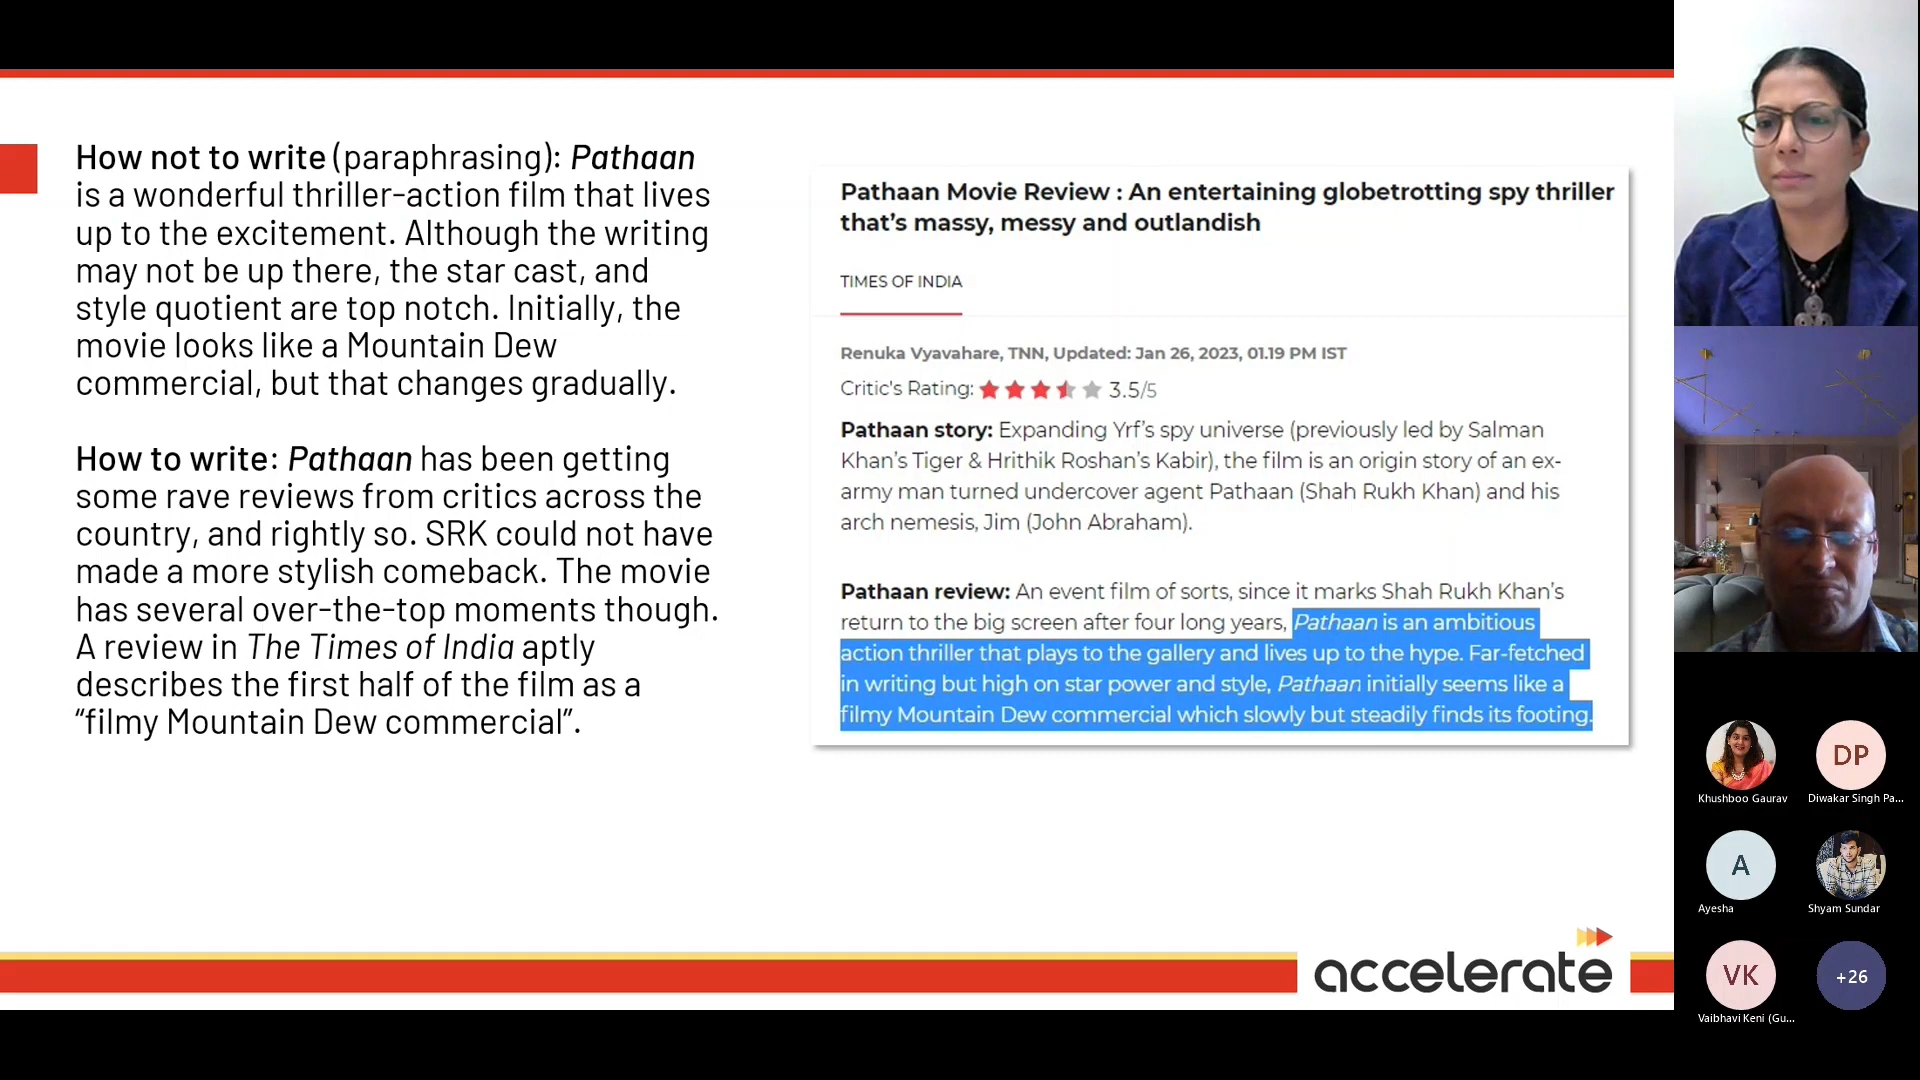 How not to write (paraphrasing): Pathaan
is a wonderful thriller-action film that lives
up to the excitement. Although the writing
may not be up there, the star cast, and
style quotient are top notch. Initially, the
movie looks like a Mountain Dew
commercial, but that changes gradually.
How to write: Pathaan has been getting
some rave reviews from critics across the
country, and rightly so. SRK could not have
made a more stylish comeback. The movie
has several over-the-top moments though.
A review in The Times of India aptly
describes the first half of the film as a
“filmy Mountain Dew commercial”.
Pathaan Movie Review : An entertaining globetrotting spy thriller
that’s massy, messy and outlandish
TIMES OF INDIA
Renuka Vyavahare, TNN, Updated: Jan 26, 2023, 01.19 PM IST
Critic's Rating: 3.5/5
Pathaan story: Expanding Yrf’s spy universe (previously led by Salman
Khan’s Tiger & Hrithik Roshan’s Kabir), the film is an origin story of an ex-
army man turned undercover agent Pathaan (Shah Rukh Khan) and his
arch nemesis, Jim (John Abraham).
Pathaan review: An event film of sorts, since it marks Shah Rukh Khan’s
return to the big screen after four long years, Pathaan is an ambitious
action thriller that plays to the gallery and lives up to the hype. Far-fetched
in writing but high on star power and style, Pathaan initially seems like a
filmy Mountain Dew commercial which slowly but steadily finds its footing.
accelerate
DP
Khushboo Gaurav
Diwakar Singh Pa...
A
Ayesha
Shyam Sundar
VK
+26
Vaibhavi Keni (Gu...